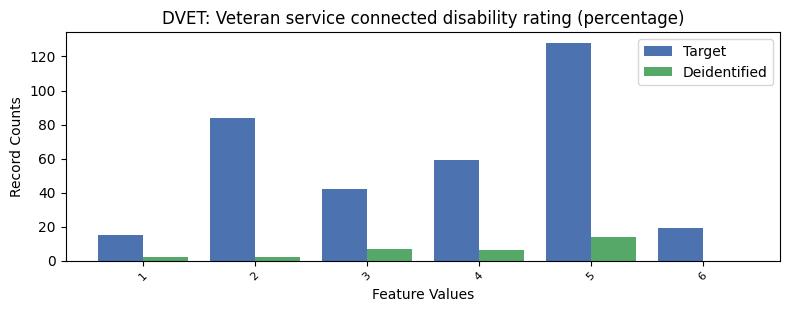 DVET: Veteran service connected disability rating (percentage)
Target
Deidentified
Record Counts
120
100
80
60
40
20
0
1 2 3 4 5 6
Feature Values